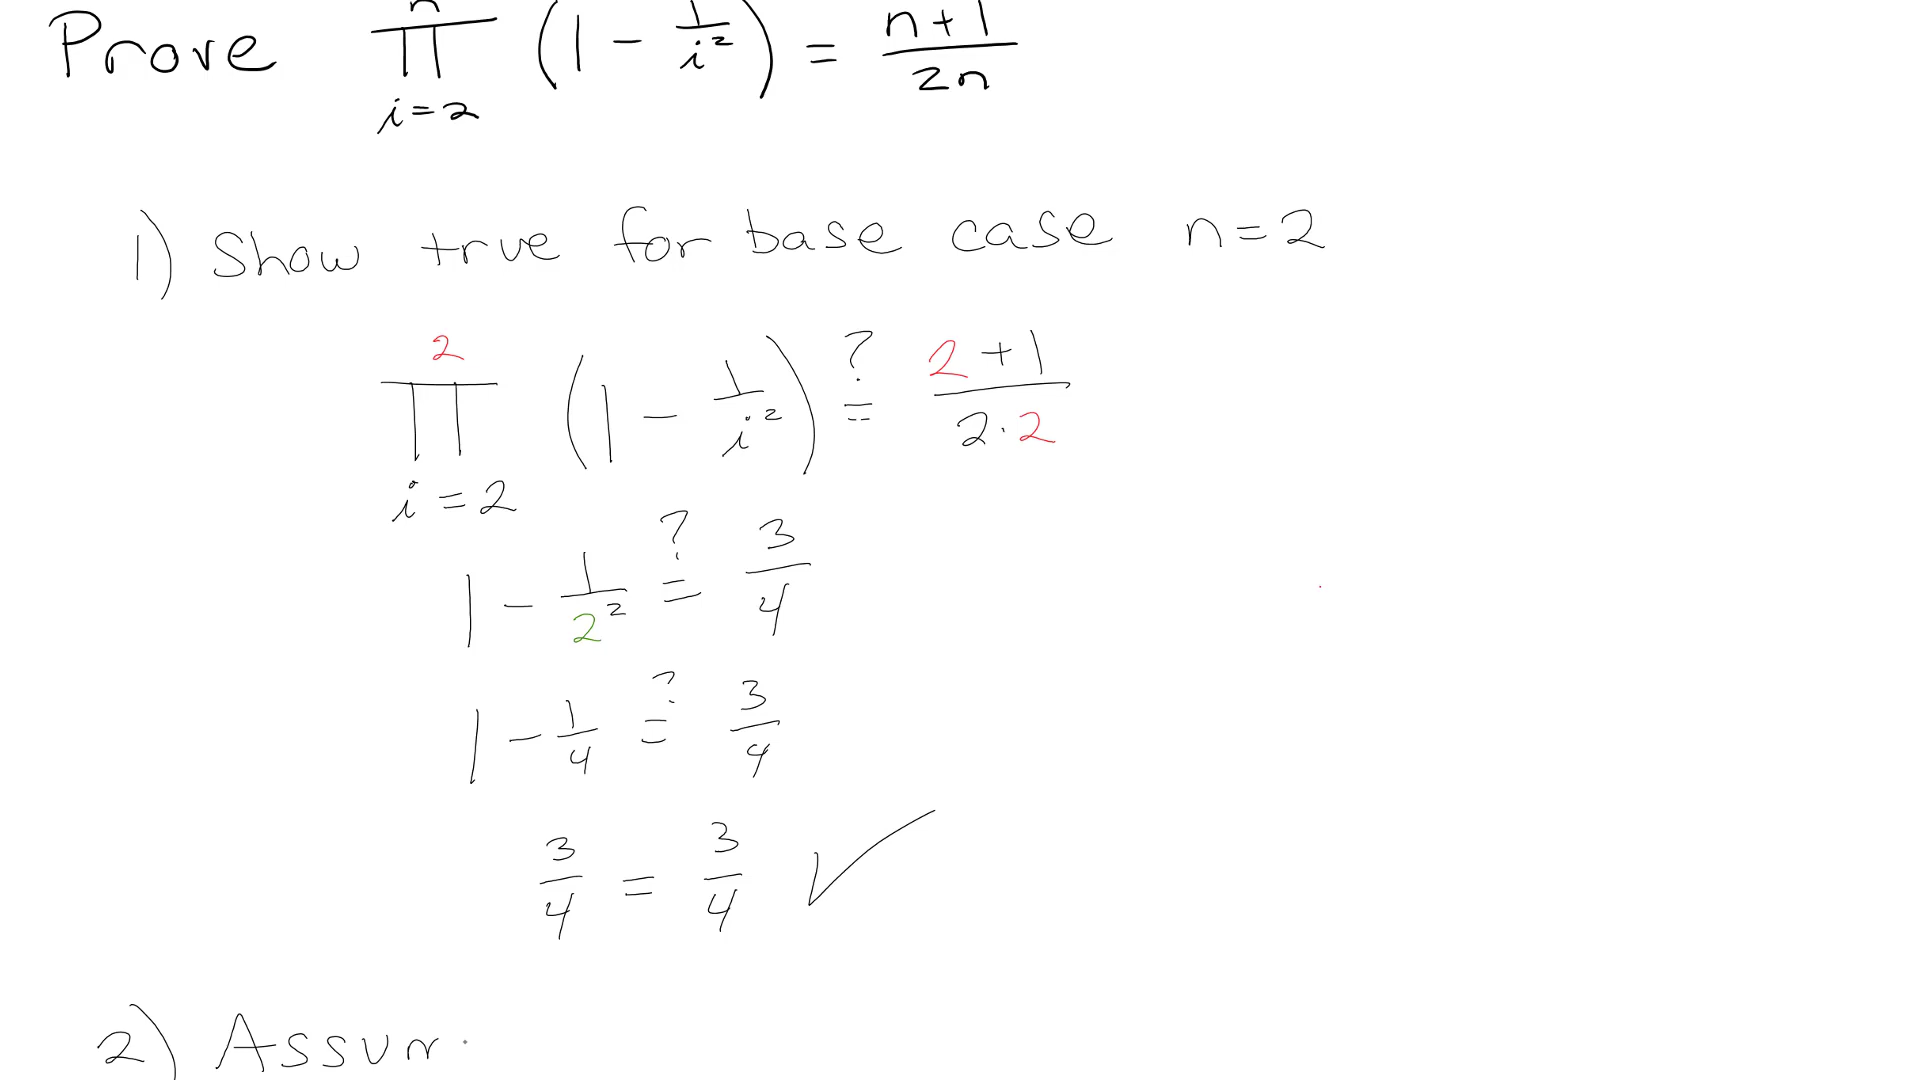 Prove ∏_{i=2}^{n} (1 - 1/i²) = (n+1)/2n
1) Show true for base case n=2
∏_{i=2}^{2} (1 - 1/i²) ≟ (2+1)/(2·2)
1 - 1/2² ≟ 3/4
1 - 1/4 ≟ 3/4
3/4 = 3/4 ✓
2) Assum